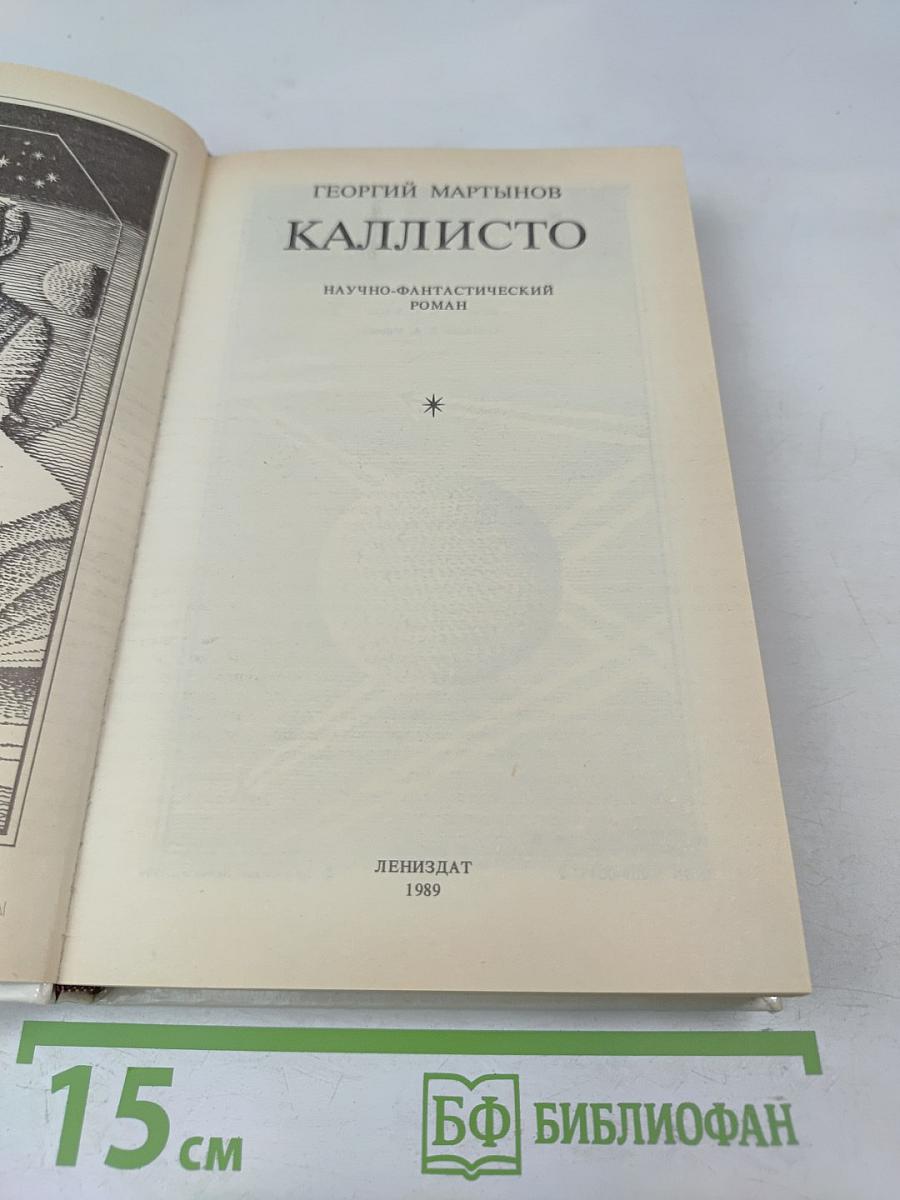 ГЕОРГИЙ МАРТЫНОВ
КАЛЛИСТО
НАУЧНО-ФАНТАСТИЧЕСКИЙ
РОМАН
ЛЕНИЗДАТ
1989
15 см
БФ БИБЛИОФАН